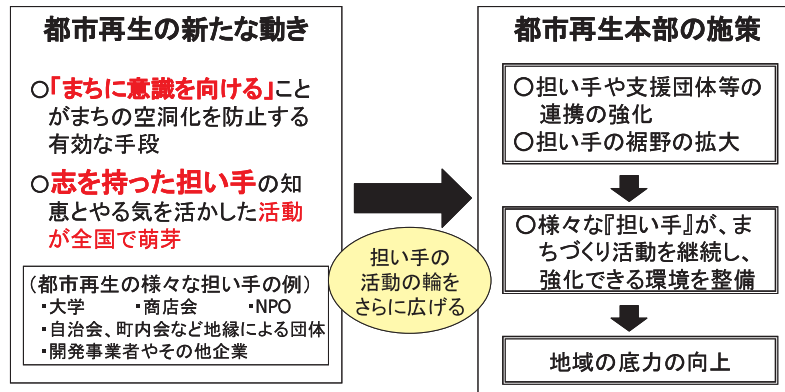 都市再生の新たな動き
○「まちに意識を向ける」こと
がまちの空洞化を防止する
有効な手段
○志を持った担い手の知
恵とやる気を活かした活動
が全国で萌芽
(都市再生の様々な担い手の例)
・大学 ・商店会 ・NPO
・自治会、町内会など地縁による団体
・開発事業者やその他企業
担い手の
活動の輪を
さらに広げる
都市再生本部の施策
○担い手や支援団体等の
連携の強化
○担い手の裾野の拡大
○様々な『担い手』が、ま
ちづくり活動を継続し、
強化できる環境を整備
地域の底力の向上